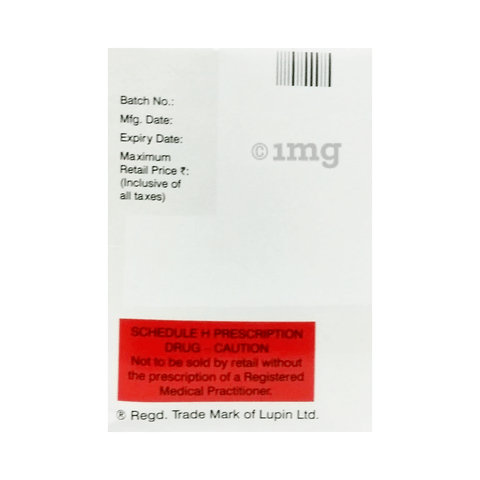 Batch No.:
Mfg. Date:
Expiry Date:
Maximum
Retail Price ₹:
(Inclusive of
all taxes)
©1mg
SCHEDULE H PRESCRIPTION
DRUG – CAUTION
Not to be sold by retail without
the prescription of a Registered
Medical Practitioner.
® Regd. Trade Mark of Lupin Ltd.